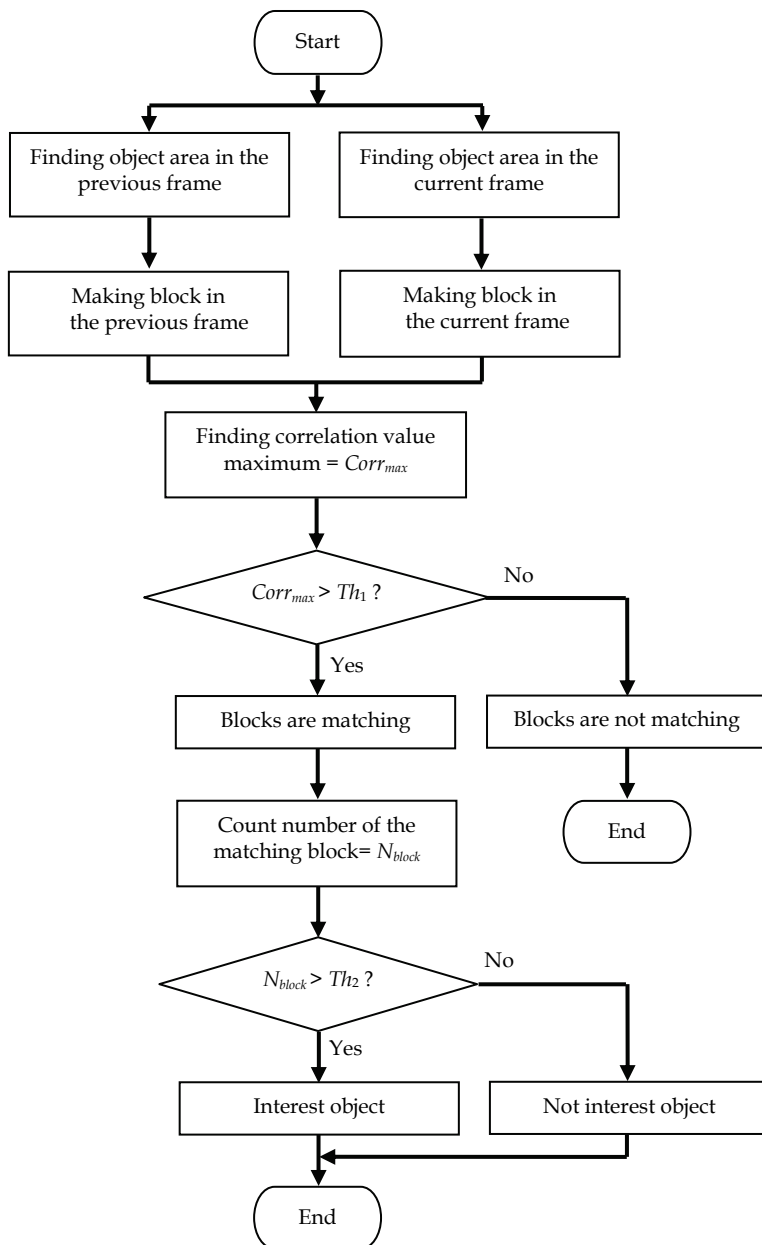 Start
Finding object area in the
previous frame
Finding object area in the
current frame
Making block in
the previous frame
Making block in
the current frame
Finding correlation value
maximum = Corrmax
Corrmax > Th1 ?
No
Yes
Blocks are matching
Blocks are not matching
Count number of the
matching block= Nblock
End
Nblock > Th2 ?
No
Yes
Interest object
Not interest object
End